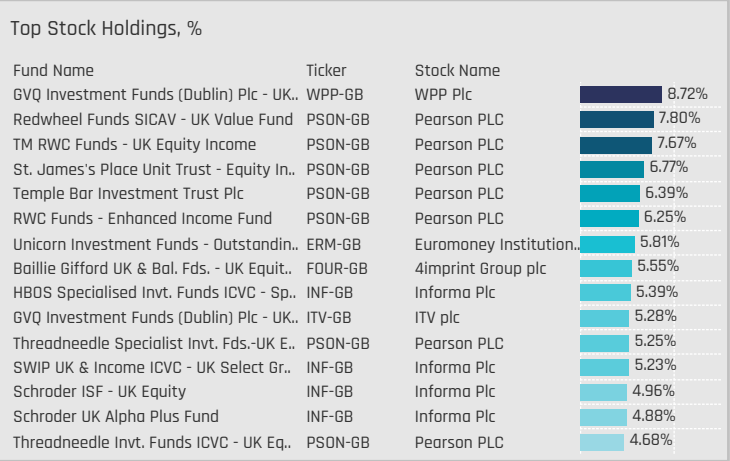 Top Stock Holdings, %
Fund Name Ticker Stock Name
GVQ Investment Funds (Dublin) Plc - UK.. WPP-GB WPP Plc 8.72%
Redwheel Funds SICAV - UK Value Fund PSON-GB Pearson PLC 7.80%
TM RWC Funds - UK Equity Income PSON-GB Pearson PLC 7.67%
St. James's Place Unit Trust - Equity In.. PSON-GB Pearson PLC 6.77%
Temple Bar Investment Trust Plc PSON-GB Pearson PLC 6.39%
RWC Funds - Enhanced Income Fund PSON-GB Pearson PLC 6.25%
Unicorn Investment Funds - Outstandin.. ERM-GB Euromoney Institution.. 5.81%
Baillie Gifford UK & Bal. Fds. - UK Equit.. FOUR-GB 4imprint Group plc 5.55%
HBOS Specialised Invt. Funds ICVC - Sp.. INF-GB Informa Plc 5.39%
GVQ Investment Funds (Dublin) Plc - UK.. ITV-GB ITV plc 5.28%
Threadneedle Specialist Invt. Fds.-UK E.. PSON-GB Pearson PLC 5.25%
SWIP UK & Income ICVC - UK Select Gr.. INF-GB Informa Plc 5.23%
Schroder ISF - UK Equity INF-GB Informa Plc 4.96%
Schroder UK Alpha Plus Fund INF-GB Informa Plc 4.88%
Threadneedle Invt. Funds ICVC - UK Eq.. PSON-GB Pearson PLC 4.68%